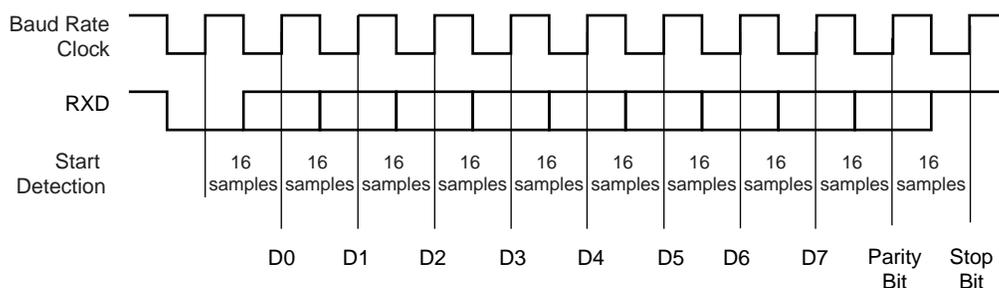 Baud Rate
Clock
RXD
Start
Detection
16 16 16 16 16 16 16 16 16 16
samples samples samples samples samples samples samples samples samples samples
D0 D1 D2 D3 D4 D5 D6 D7 Parity Stop
Bit Bit